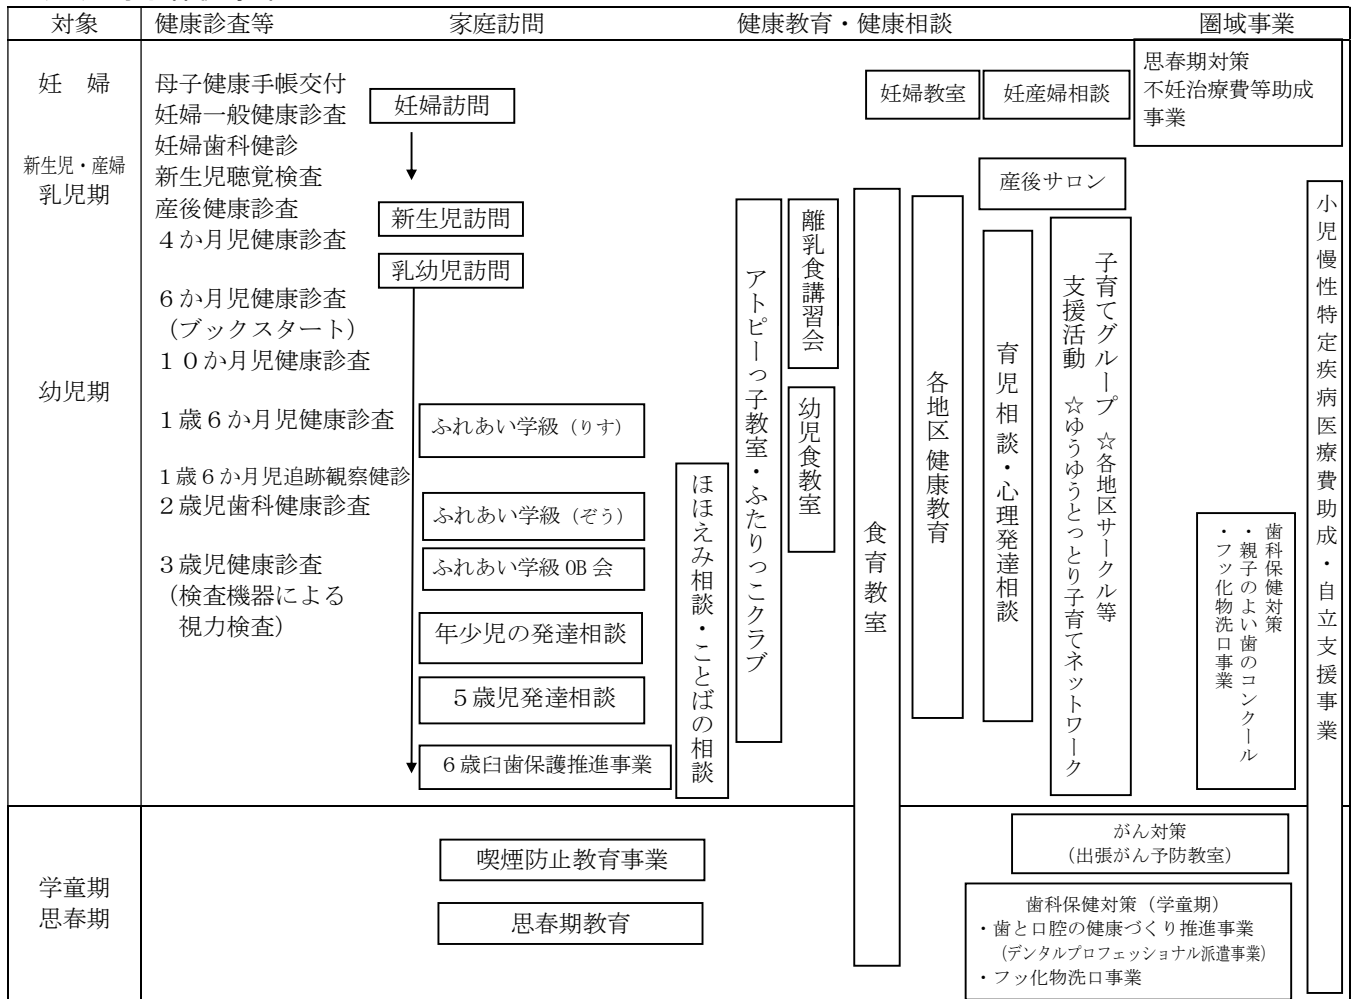 対象
健康診査等
家庭訪問
健康教育・健康相談
圏域事業
妊　婦
新生児・産婦
乳児期
幼児期
母子健康手帳交付
妊婦一般健康診査
妊婦歯科健診
新生児聴覚検査
産後健康診査
４か月児健康診査
６か月児健康診査
（ブックスタート）
１０か月児健康診査
１歳６か月児健康診査
１歳６か月児追跡観察健診
２歳児歯科健康診査
３歳児健康診査
（検査機器による
視力検査）
妊婦訪問
新生児訪問
乳幼児訪問
ふれあい学級（りす）
ふれあい学級（ぞう）
ふれあい学級 OB 会
年少児の発達相談
５歳児発達相談
６歳臼歯保護推進事業
ほほえみ相談・ことばの相談
アトピーっ子教室・ふたりっこクラブ
離乳食講習会
幼児食教室
食育教室
妊婦教室
妊産婦相談
産後サロン
各地区健康教育
育児相談・心理発達相談
子育てグループ　☆各地区サークル等
支援活動　☆ゆうゆうとっとり子育てネットワーク
思春期対策
不妊治療費等助成
事業
歯科保健対策
・親子のよい歯のコンクール
・フッ化物洗口事業
小児慢性特定疾病医療費助成・自立支援事業
学童期
思春期
喫煙防止教育事業
思春期教育
がん対策
（出張がん予防教室）
歯科保健対策（学童期）
・歯と口腔の健康づくり推進事業
（デンタルプロフェッショナル派遣事業）
・フッ化物洗口事業